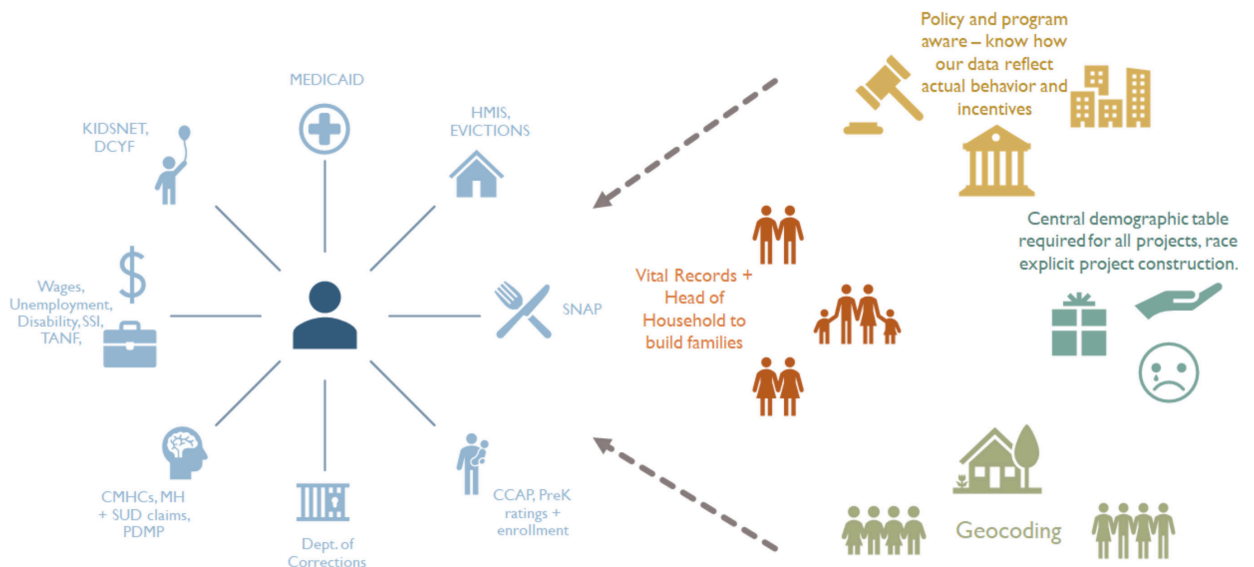 MEDICAID
KIDSNET,
DCYF
HMIS,
EVICTIONS
Wages,
Unemployment,
Disability, SSI,
TANF,
$
SNAP
CMHCs, MH
+ SUD claims,
PDMP
Dept. of
Corrections
CCAP, PreK
ratings +
enrollment
Policy and program
aware – know how
our data reflect
actual behavior and
incentives
Vital Records +
Head of
Household to
build families
Central demographic table
required for all projects, race
explicit project construction.
Geocoding